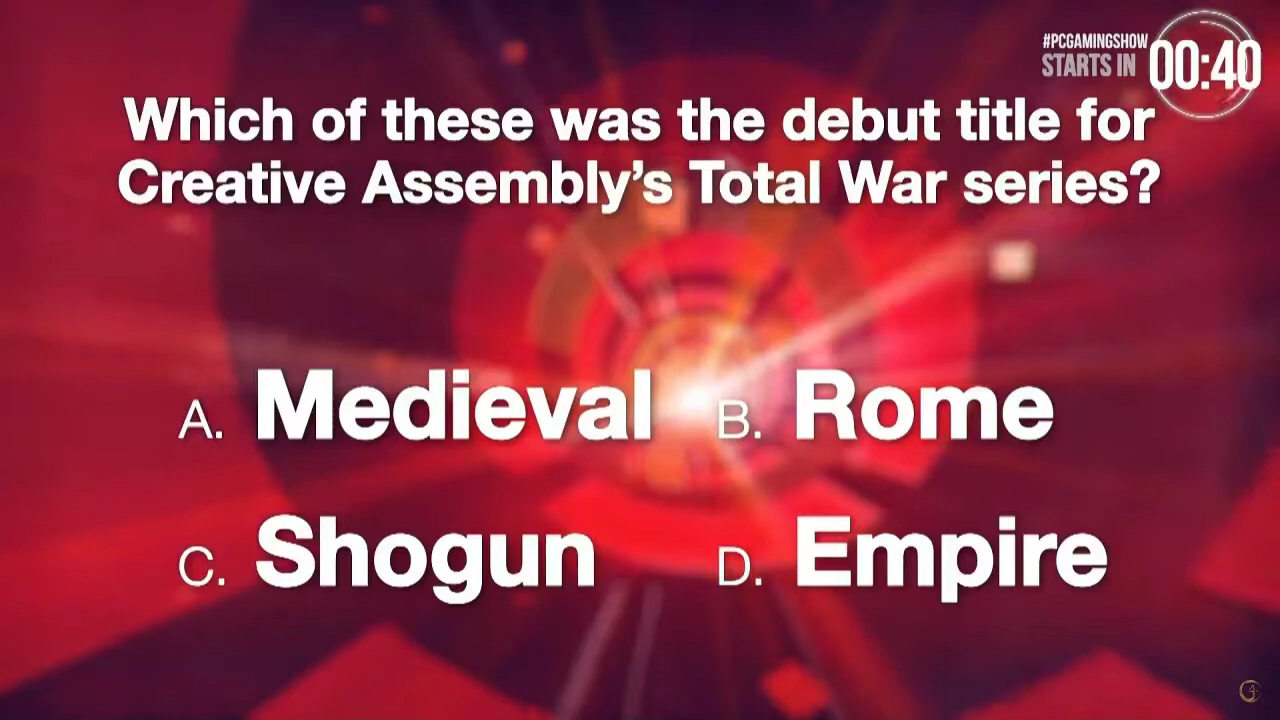 #PCGAMINGSHOW
STARTS IN
00:40
Which of these was the debut title for
Creative Assembly’s Total War series?
A. Medieval
B. Rome
C. Shogun
D. Empire